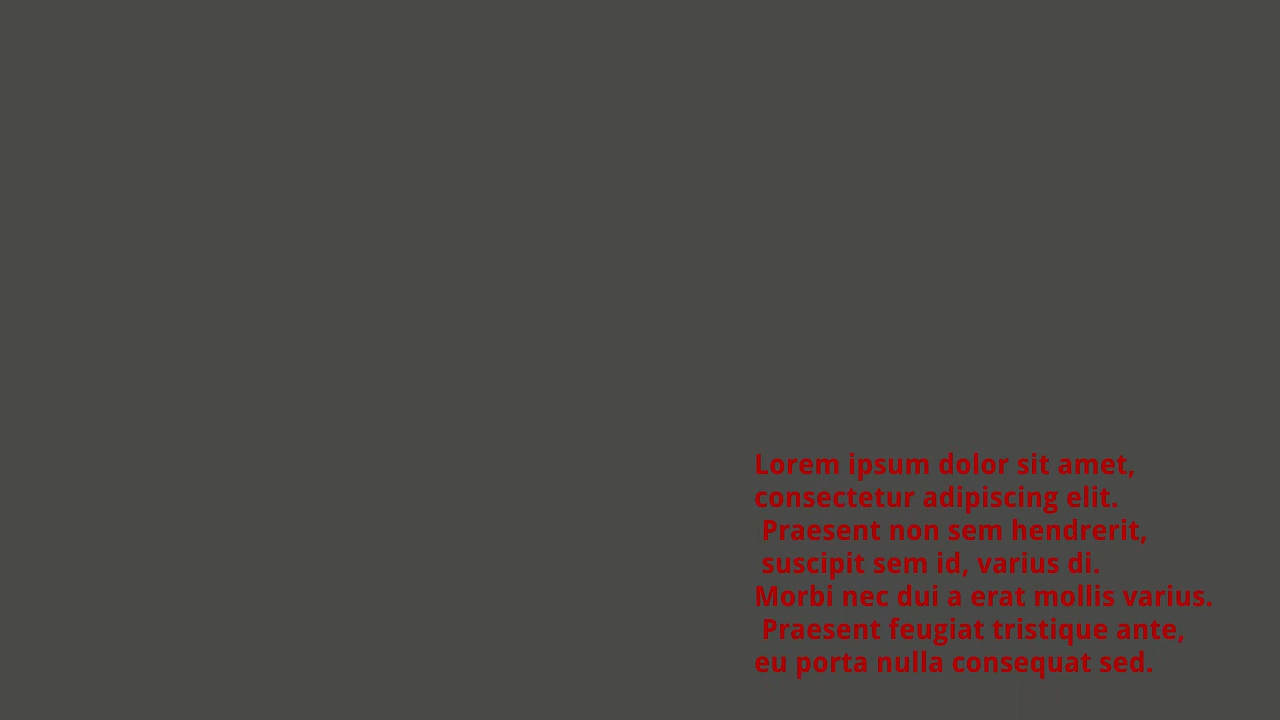 Lorem ipsum dolor sit amet,
consectetur adipiscing elit.
Praesent non sem hendrerit,
suscipit sem id, varius di.
Morbi nec dui a erat mollis varius.
Praesent feugiat tristique ante,
eu porta nulla consequat sed.